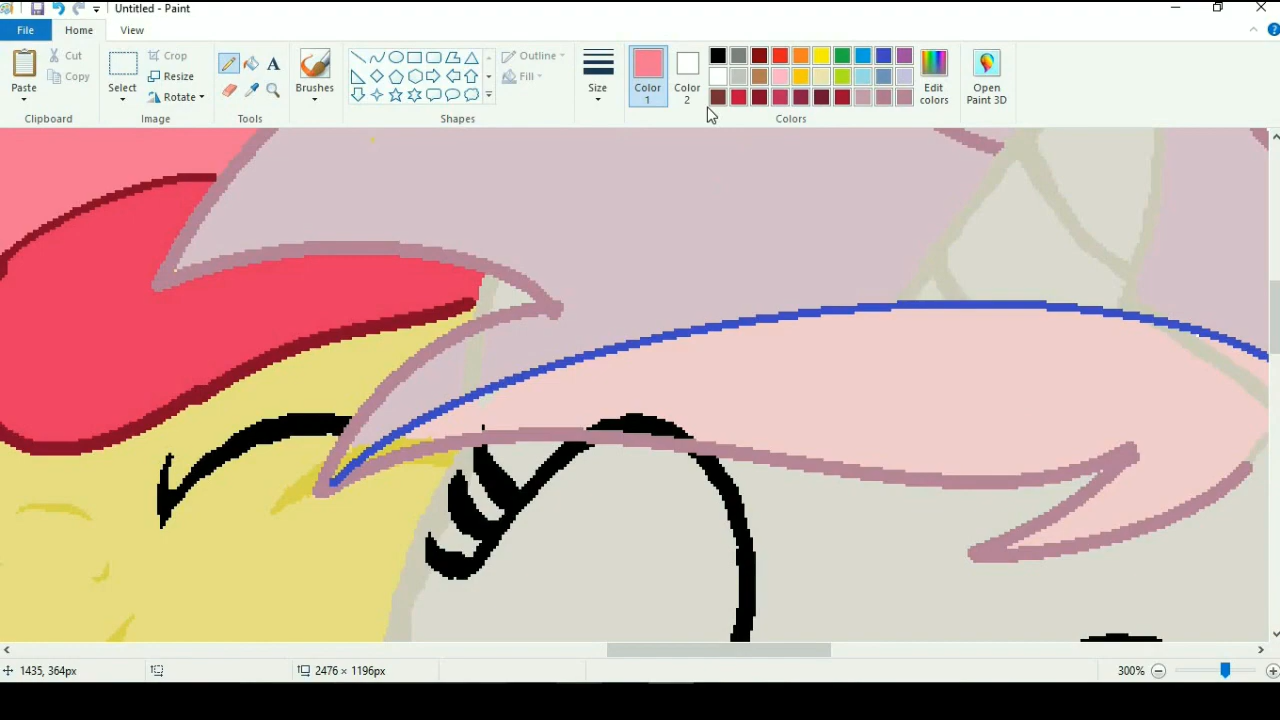 Untitled - Paint
File
Home
View
Paste
Cut
Copy
Clipboard
Select
Crop
Resize
Rotate
Image
A
Tools
Brushes
Shapes
Outline
Fill
Size
Color 1
Color 2
Edit colors
Colors
Open Paint 3D
1435, 364px
2476 × 1196px
300%